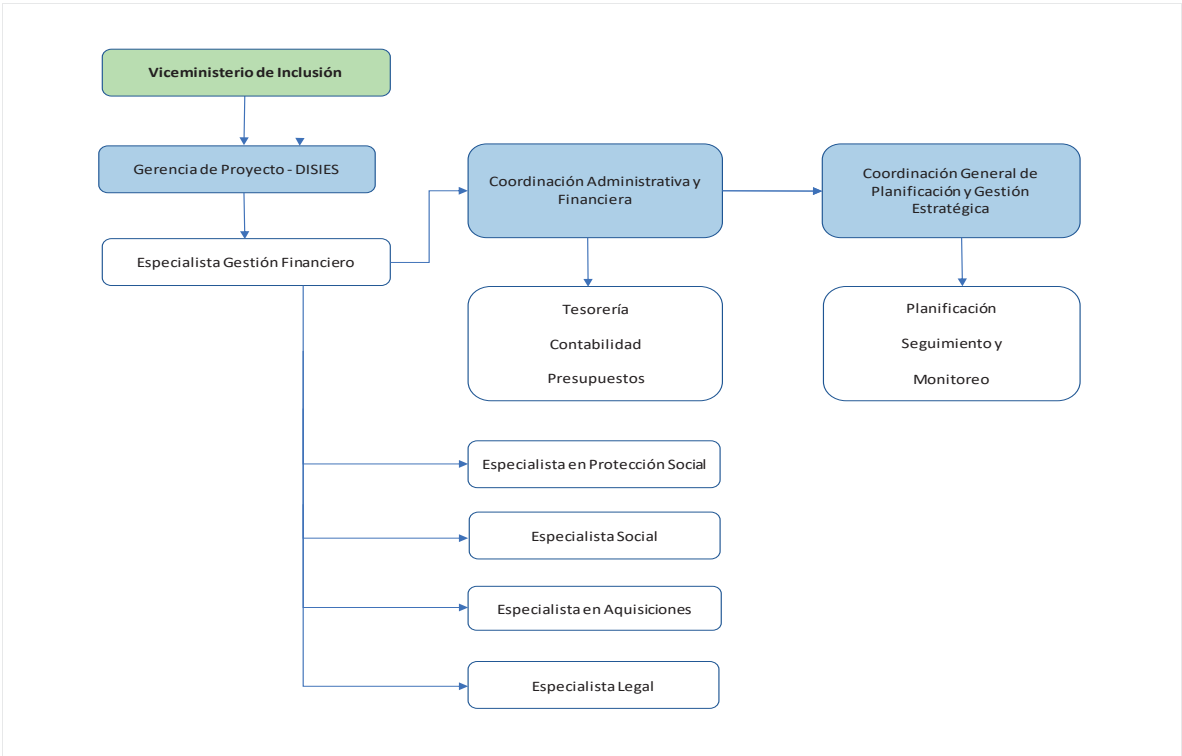 Viceministerio de Inclusión
Gerencia de Proyecto - DISIES
Especialista Gestión Financiero
Coordinación Administrativa y
Financiera
Coordinación General de
Planificación y Gestión
Estratégica
Tesorería
Contabilidad
Presupuestos
Planificación
Seguimiento y
Monitoreo
Especialista en Protección Social
Especialista Social
Especialista en Aquisiciones
Especialista Legal